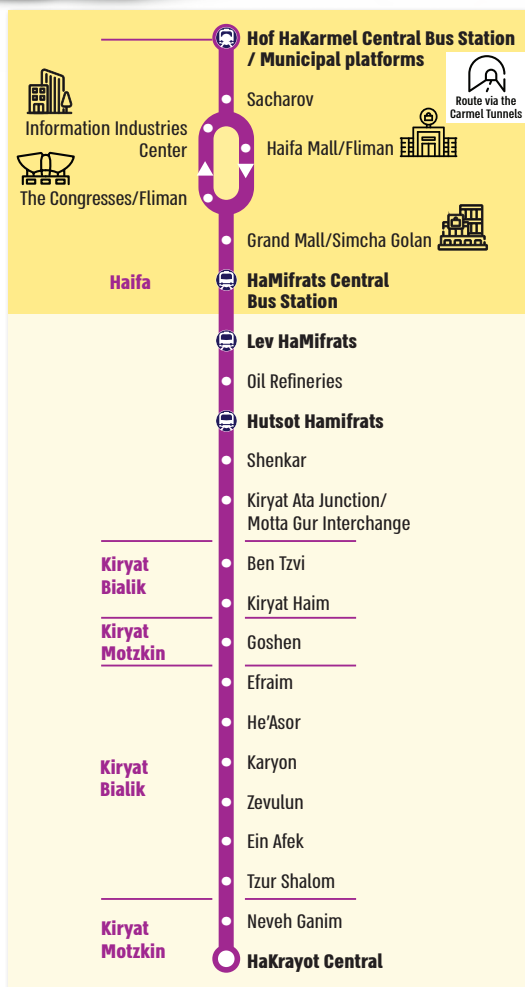 Hof HaKarmel Central Bus Station
/ Municipal platforms
Route via the
Carmel Tunnels
Sacharov
Information Industries
Center
Haifa Mall/Fliman
The Congresses/Fliman
Grand Mall/Simcha Golan
Haifa
HaMifrats Central
Bus Station
Lev HaMifrats
Oil Refineries
Hutsot Hamifrats
Shenkar
Kiryat Ata Junction/
Motta Gur Interchange
Kiryat
Bialik
Ben Tzvi
Kiryat Haim
Kiryat
Motzkin
Goshen
Efraim
He'Asor
Kiryat
Bialik
Karyon
Zevulun
Ein Afek
Tzur Shalom
Kiryat
Motzkin
Neveh Ganim
HaKrayot Central